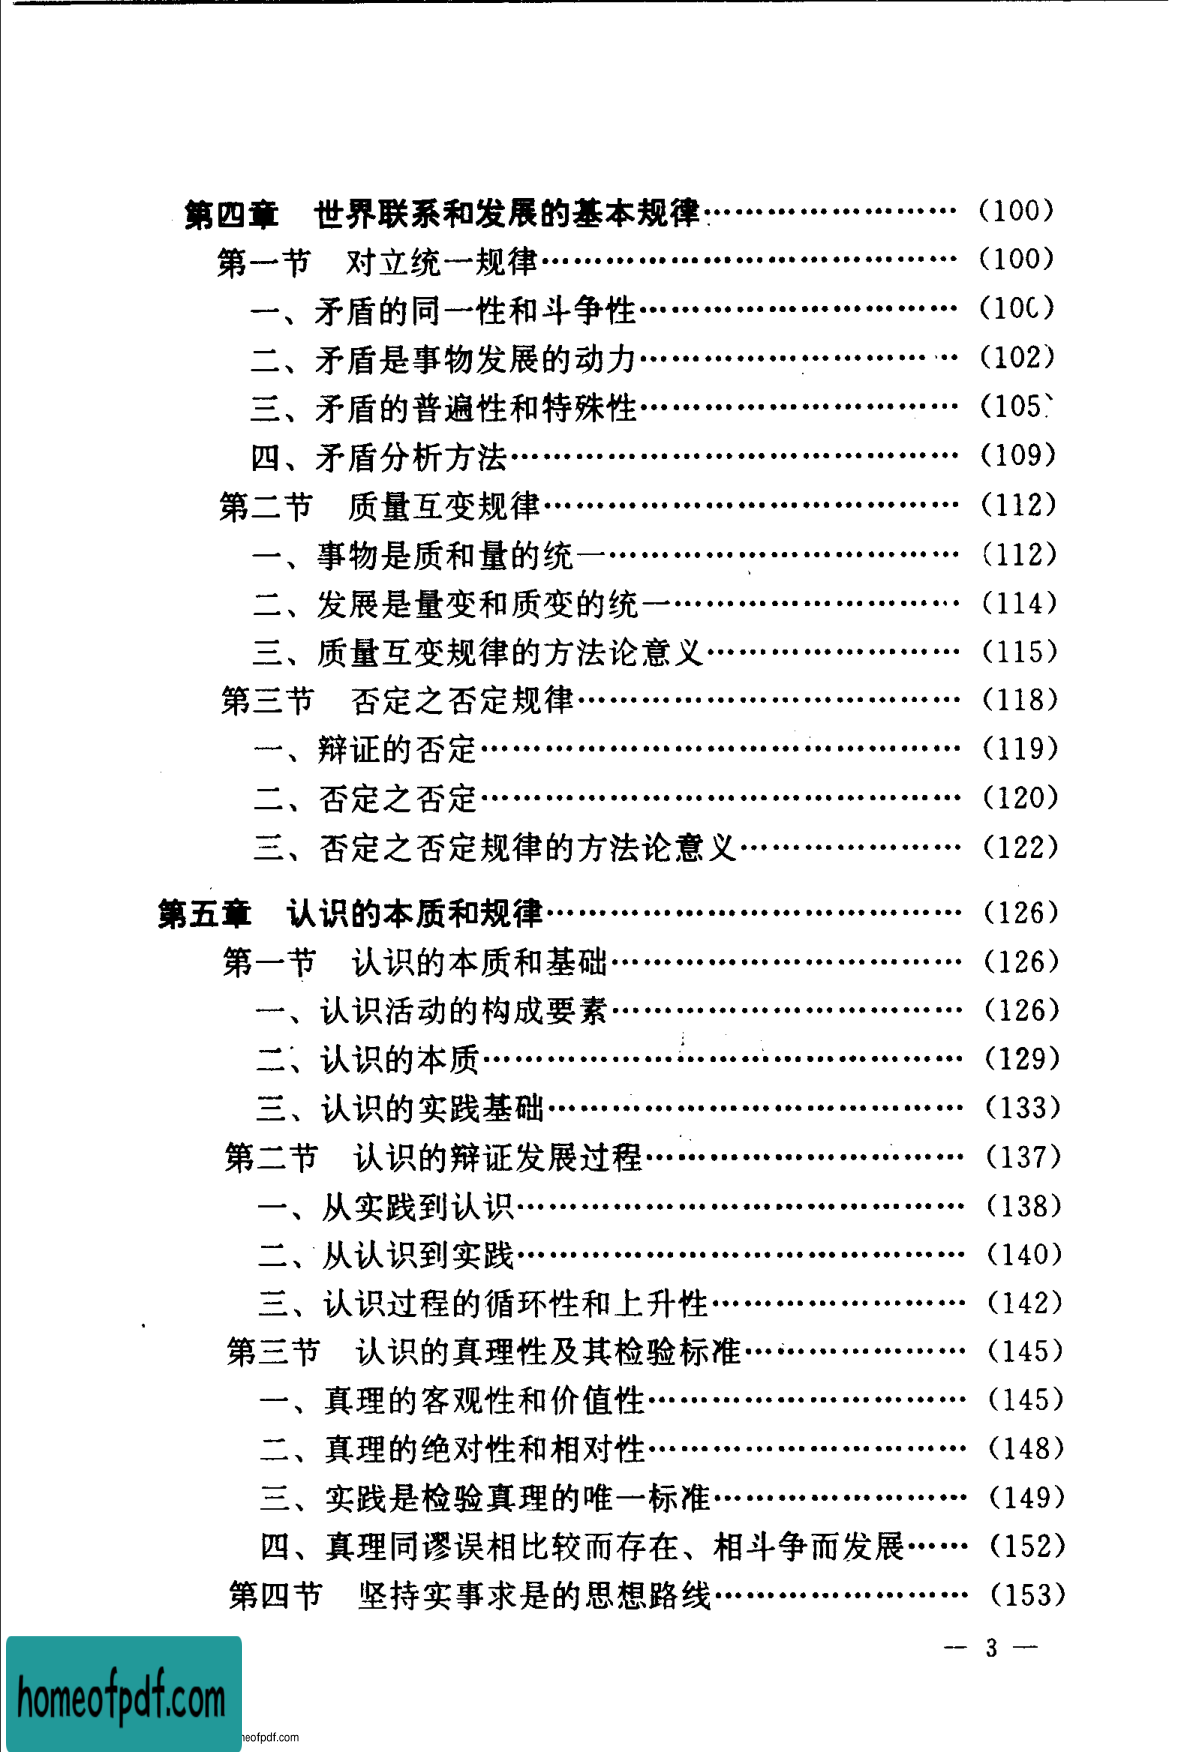 第四章　世界联系和发展的基本规律…………………… (100)
第一节　对立统一规律………………………………… (100)
一、矛盾的同一性和斗争性………………………… (100)
二、矛盾是事物发展的动力………………………… (102)
三、矛盾的普遍性和特殊性………………………… (105)
四、矛盾分析方法…………………………………… (109)
第二节　质量互变规律………………………………… (112)
一、事物是质和量的统一…………………………… (112)
二、发展是量变和质变的统一……………………… (114)
三、质量互变规律的方法论意义…………………… (115)
第三节　否定之否定规律……………………………… (118)
一、辩证的否定……………………………………… (119)
二、否定之否定……………………………………… (120)
三、否定之否定规律的方法论意义………………… (122)
第五章　认识的本质和规律………………………………… (126)
第一节　认识的本质和基础…………………………… (126)
一、认识活动的构成要素…………………………… (126)
二、认识的本质……………………………………… (129)
三、认识的实践基础………………………………… (133)
第二节　认识的辩证发展过程………………………… (137)
一、从实践到认识…………………………………… (138)
二、从认识到实践…………………………………… (140)
三、认识过程的循环性和上升性…………………… (142)
第三节　认识的真理性及其检验标准………………… (145)
一、真理的客观性和价值性………………………… (145)
二、真理的绝对性和相对性………………………… (148)
三、实践是检验真理的唯一标准…………………… (149)
四、真理同谬误相比较而存在、相斗争而发展…… (152)
第四节　坚持实事求是的思想路线…………………… (153)
— 3 —
homeofpdf.com
neofpdf.com